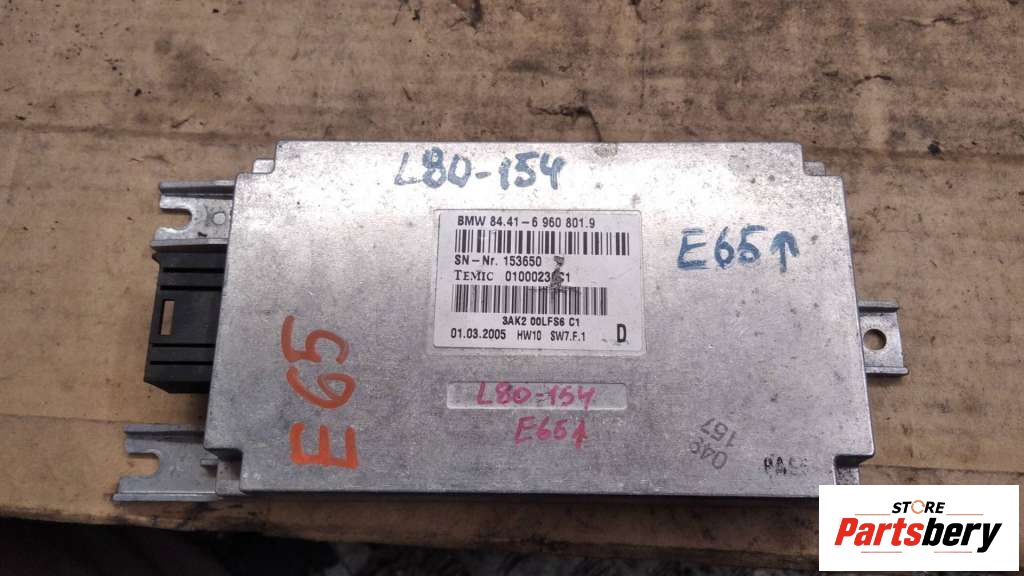 L80-154
BMW 84.41-6 960 801.9
SN-Nr. 153650
TEMIC
3AK2 00LFS6 C1
01.03.2005 HW10 SW7.F.1 D
E65↑
E65
L80-154
E65↑
049
157
STORE
Partsbery